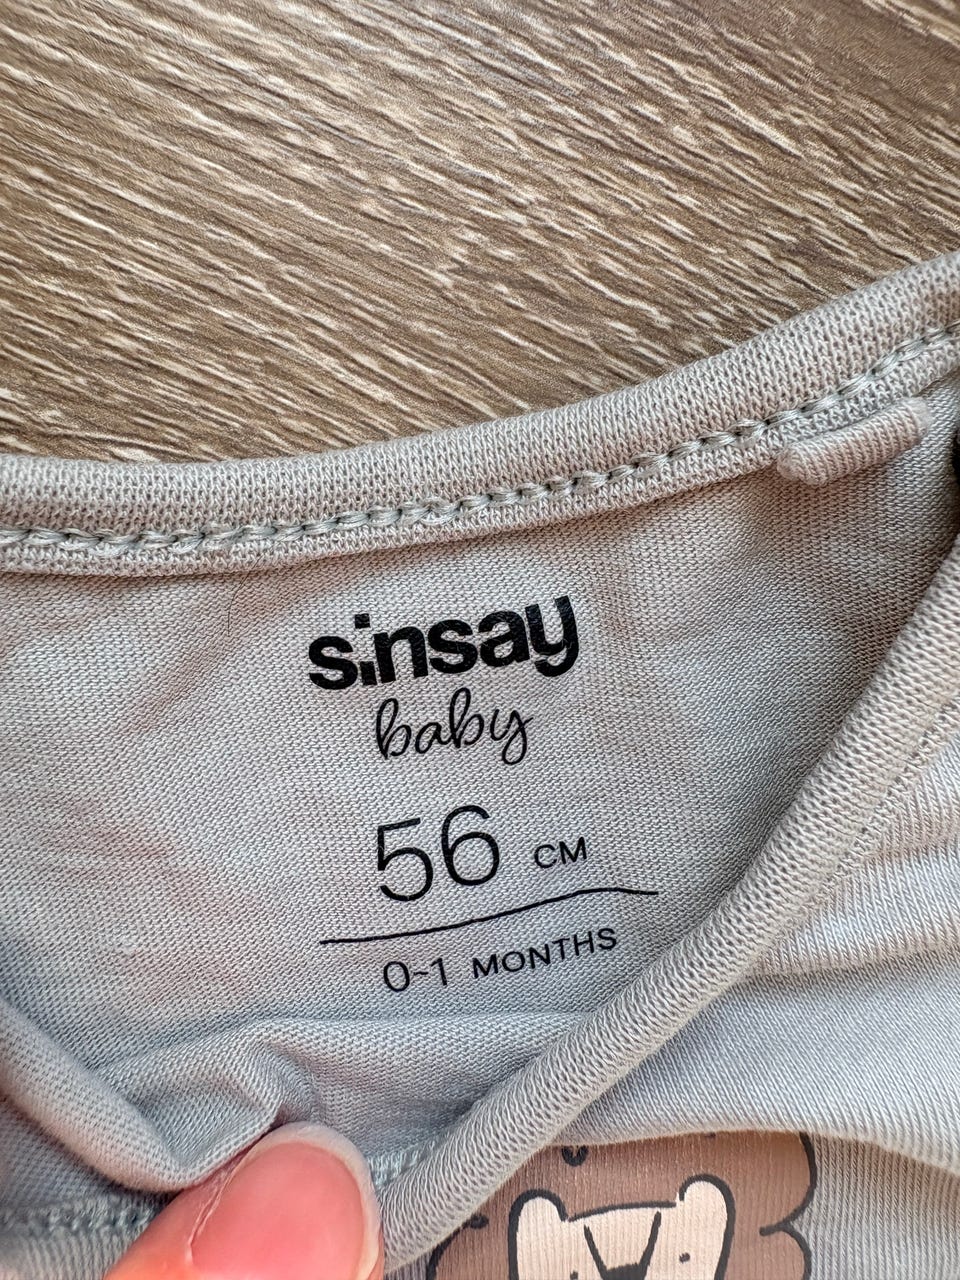 sinsay
baby
56 CM
0-1 MONTHS